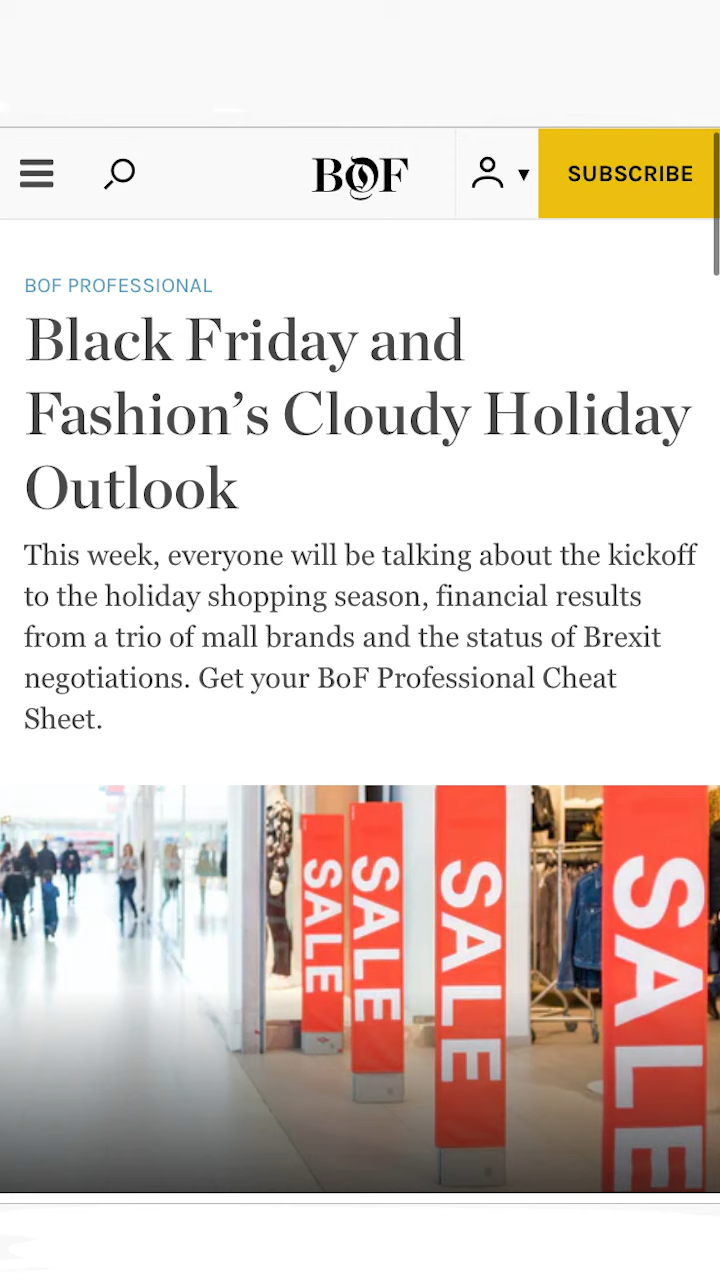 BOF
SUBSCRIBE
BOF PROFESSIONAL
Black Friday and
Fashion’s Cloudy Holiday
Outlook
This week, everyone will be talking about the kickoff
to the holiday shopping season, financial results
from a trio of mall brands and the status of Brexit
negotiations. Get your BoF Professional Cheat
Sheet.
SALE
SALE
SALE
SALE